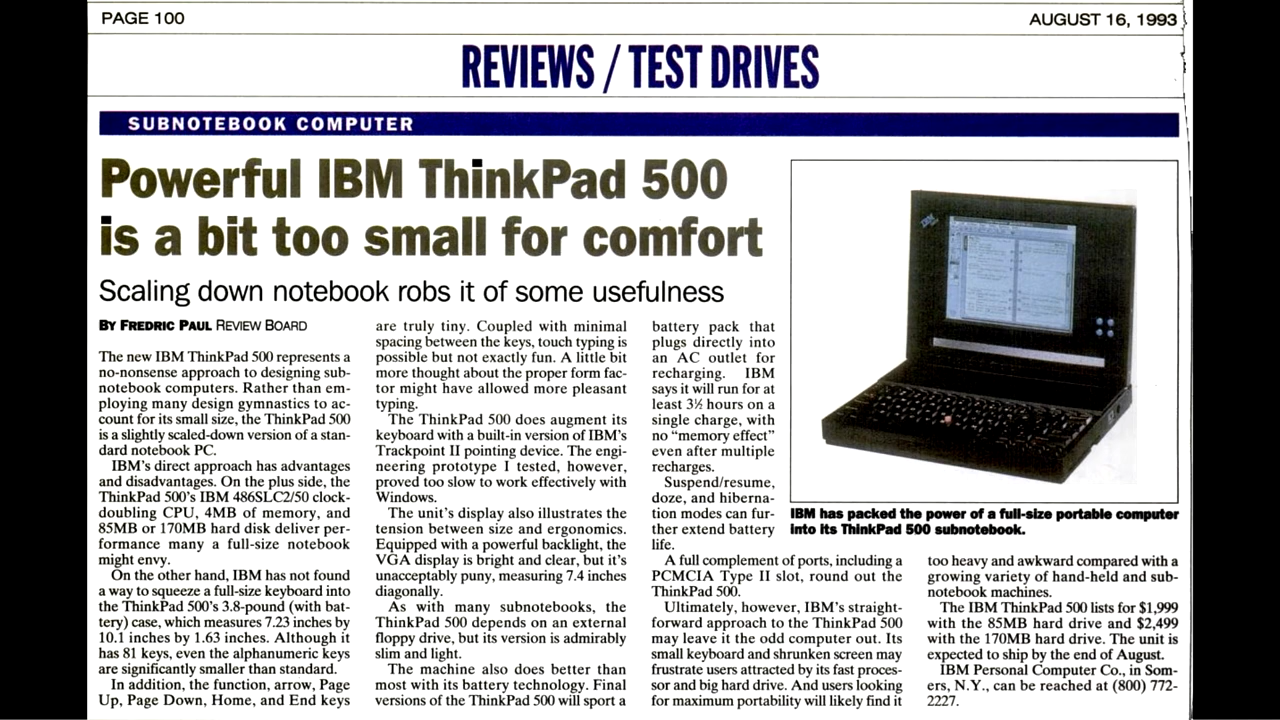 PAGE 100
AUGUST 16, 1993
REVIEWS / TEST DRIVES
SUBNOTEBOOK COMPUTER
Powerful IBM ThinkPad 500
is a bit too small for comfort
Scaling down notebook robs it of some usefulness
BY FREDRIC PAUL REVIEW BOARD
The new IBM ThinkPad 500 represents a
no-nonsense approach to designing sub-
notebook computers. Rather than em-
ploying many design gymnastics to ac-
count for its small size, the ThinkPad 500
is a slightly scaled-down version of a stan-
dard notebook PC.
IBM's direct approach has advantages
and disadvantages. On the plus side, the
ThinkPad 500's IBM 486SLC2/50 clock-
doubling CPU, 4MB of memory, and
85MB or 170MB hard disk deliver per-
formance many a full-size notebook
might envy.
On the other hand, IBM has not found
a way to squeeze a full-size keyboard into
the ThinkPad 500's 3.8-pound (with bat-
tery) case, which measures 7.23 inches by
10.1 inches by 1.63 inches. Although it
has 81 keys, even the alphanumeric keys
are significantly smaller than standard.
In addition, the function, arrow, Page
Up, Page Down, Home, and End keys
are truly tiny. Coupled with minimal
spacing between the keys, touch typing is
possible but not exactly fun. A little bit
more thought about the proper form fac-
tor might have allowed more pleasant
typing.
The ThinkPad 500 does augment its
keyboard with a built-in version of IBM's
Trackpoint II pointing device. The engi-
neering prototype I tested, however,
proved too slow to work effectively with
Windows.
The unit's display also illustrates the
tension between size and ergonomics.
Equipped with a powerful backlight, the
VGA display is bright and clear, but it's
unacceptably puny, measuring 7.4 inches
diagonally.
As with many subnotebooks, the
ThinkPad 500 depends on an external
floppy drive, but its version is admirably
slim and light.
The machine also does better than
most with its battery technology. Final
versions of the ThinkPad 500 will sport a
battery pack that
plugs directly into
an AC outlet for
recharging. IBM
says it will run for at
least 3½ hours on a
single charge, with
no “memory effect”
even after multiple
recharges.
Suspend/resume,
doze, and hiberna-
tion modes can fur-
ther extend battery
life.
A full complement of ports, including a
PCMCIA Type II slot, round out the
ThinkPad 500.
Ultimately, however, IBM's straight-
forward approach to the ThinkPad 500
may leave it the odd computer out. Its
small keyboard and shrunken screen may
frustrate users attracted by its fast proces-
sor and big hard drive. And users looking
for maximum portability will likely find it
IBM has packed the power of a full-size portable computer
into its ThinkPad 500 subnotebook.
too heavy and awkward compared with a
growing variety of hand-held and sub-
notebook machines.
The IBM ThinkPad 500 lists for $1,999
with the 85MB hard drive and $2,499
with the 170MB hard drive. The unit is
expected to ship by the end of August.
IBM Personal Computer Co., in Som-
ers, N.Y., can be reached at (800) 772-
2227.